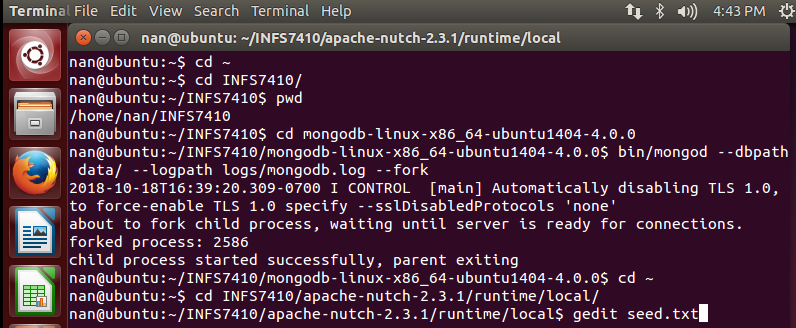 Terminal File Edit View Search Terminal Help 4:43 PM
nan@ubuntu: ~/INFS7410/apache-nutch-2.3.1/runtime/local
nan@ubuntu:~$ cd ~
nan@ubuntu:~$ cd INFS7410/
nan@ubuntu:~/INFS7410$ pwd
/home/nan/INFS7410
nan@ubuntu:~/INFS7410$ cd mongodb-linux-x86_64-ubuntu1404-4.0.0
nan@ubuntu:~/INFS7410/mongodb-linux-x86_64-ubuntu1404-4.0.0$ bin/mongod --dbpath
data/ --logpath logs/mongodb.log --fork
2018-10-18T16:39:20.309-0700 I CONTROL  [main] Automatically disabling TLS 1.0,
to force-enable TLS 1.0 specify --sslDisabledProtocols 'none'
about to fork child process, waiting until server is ready for connections.
forked process: 2586
child process started successfully, parent exiting
nan@ubuntu:~/INFS7410/mongodb-linux-x86_64-ubuntu1404-4.0.0$ cd ~
nan@ubuntu:~$ cd INFS7410/apache-nutch-2.3.1/runtime/local/
nan@ubuntu:~/INFS7410/apache-nutch-2.3.1/runtime/local$ gedit seed.txt